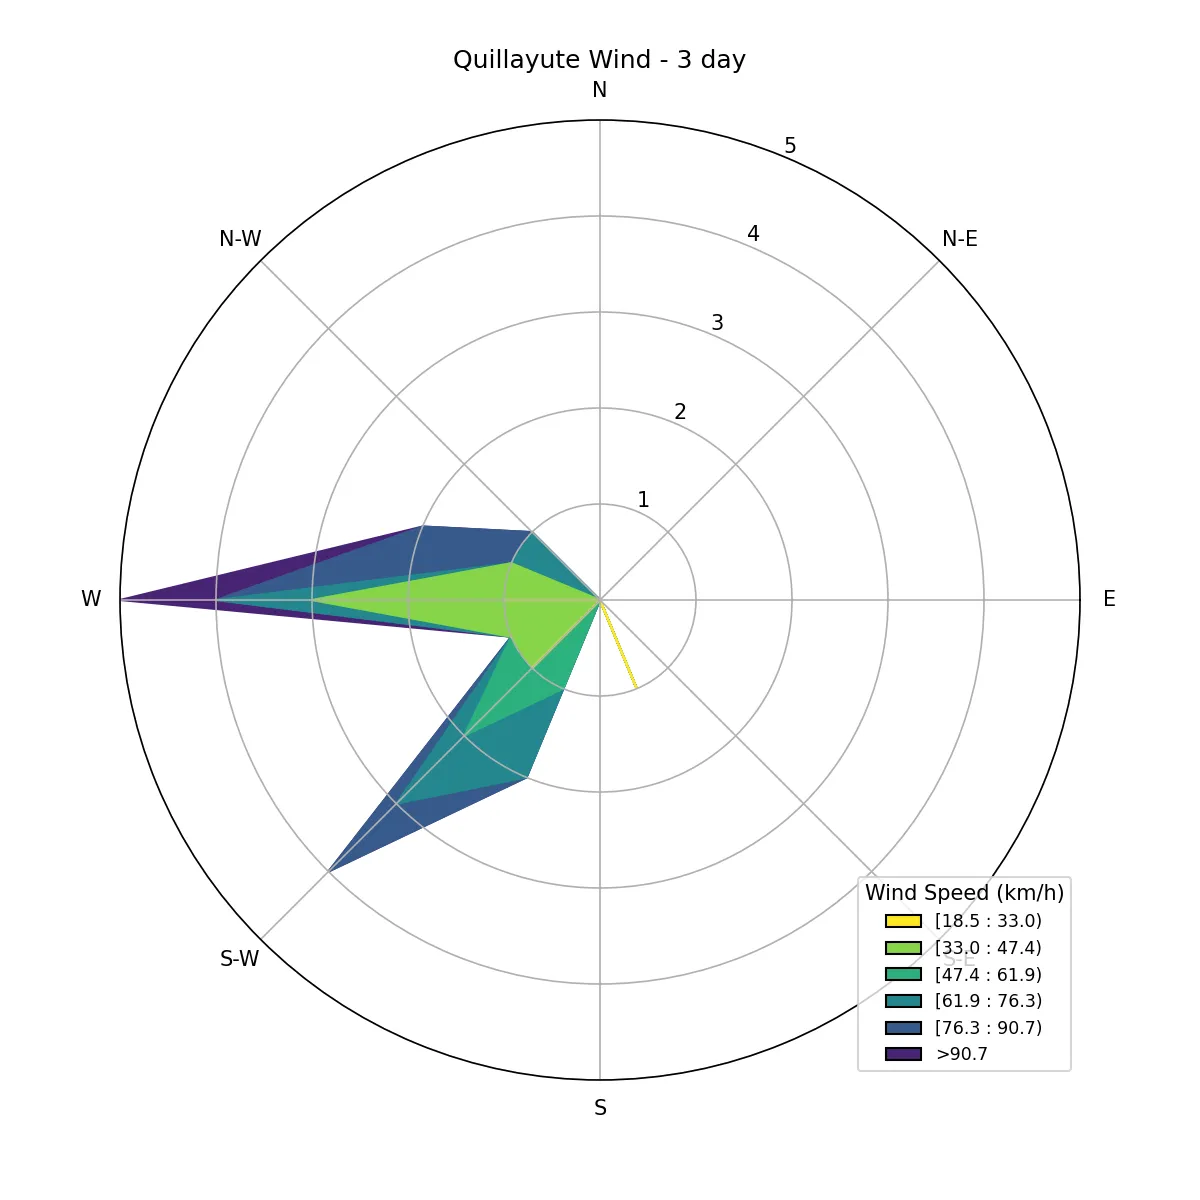 Quillayute Wind - 3 day
N
5
N-W
4
N-E
3
2
1
W
E
S-W
S-E
S
Wind Speed (km/h)
[18.5 : 33.0)
[33.0 : 47.4)
[47.4 : 61.9)
[61.9 : 76.3)
[76.3 : 90.7)
>90.7